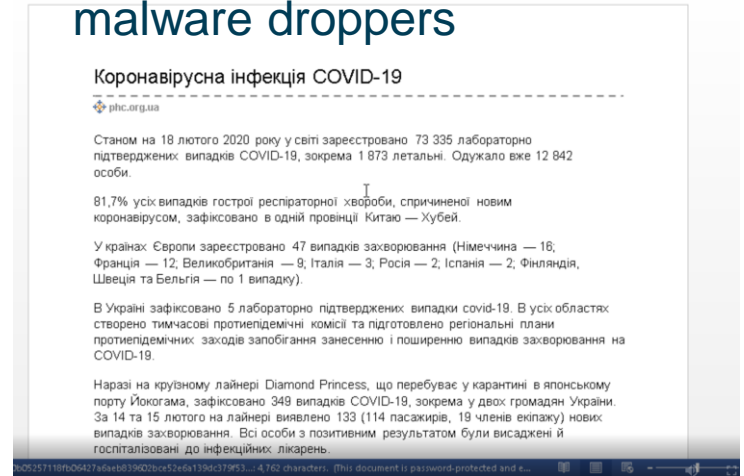 malware droppers
Коронавірусна інфекція COVID-19
phc.org.ua
Станом на 18 лютого 2020 року у світі зареєстровано 73 335 лабораторно
підтверджених випадків COVID-19, зокрема 1 873 летальні. Одужало вже 12 842
особи.
81,7% усіх випадків гострої респіраторної хвороби, спричиненої новим
коронавірусом, зафіксовано в одній провінції Китаю — Хубей.
У країнах Європи зареєстровано 47 випадків захворювання (Німеччина — 16;
Франція — 12; Великобританія — 9; Італія — 3; Росія — 2; Іспанія — 2; Фінляндія,
Швеція та Бельгія — по 1 випадку).
В Україні зафіксовано 5 лабораторно підтверджених випадки covid-19. В усіх областях
створено тимчасові протиепідемічні комісії та підготовлено регіональні плани
протиепідемічних заходів запобігання занесенню і поширенню випадків захворювання на
COVID-19.
Наразі на круїзному лайнері Diamond Princess, що перебуває у карантині в японському
порту Йокогама, зафіксовано 349 випадків COVID-19, зокрема у двох громадян України.
За 14 та 15 лютого на лайнері виявлено 133 (114 пасажирів, 19 членів екіпажу) нових
випадків захворювання. Всі особи з позитивним результатом були висаджені й
госпіталізовані до інфекційних лікарень.
4,762 characters. (This document is password-protected and e...